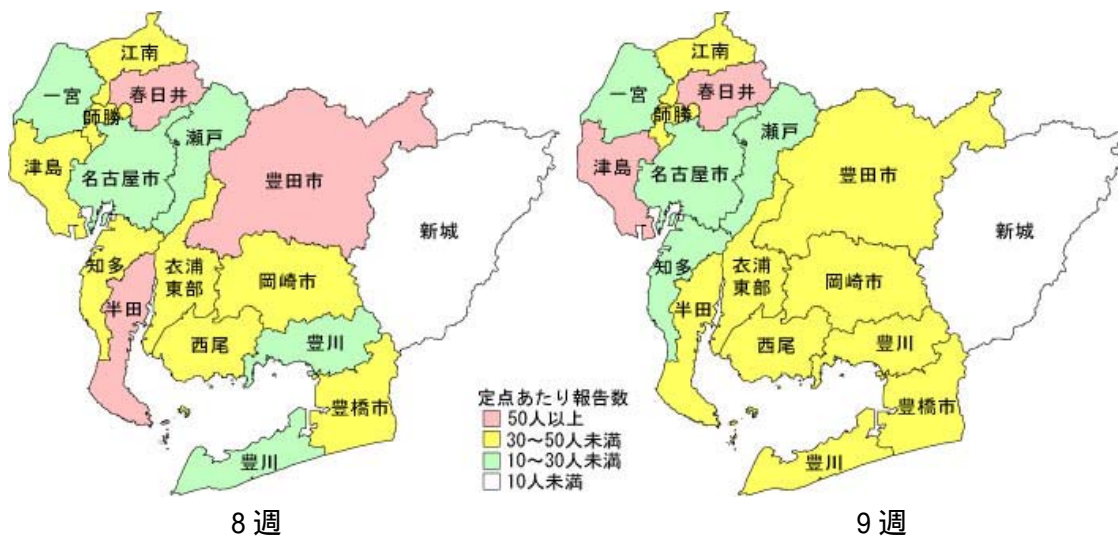 江南
一宮
春日井
師勝
瀬戸
津島
名古屋市
豊田市
新城
知多
衣浦
東部
岡崎市
半田
西尾
豊川
豊橋市
豊川
8週
定点あたり報告数
50人以上
30～50人未満
10～30人未満
10人未満
江南
一宮
春日井
師勝
瀬戸
津島
名古屋市
豊田市
新城
知多
衣浦
東部
岡崎市
半田
西尾
豊川
豊橋市
豊川
9週